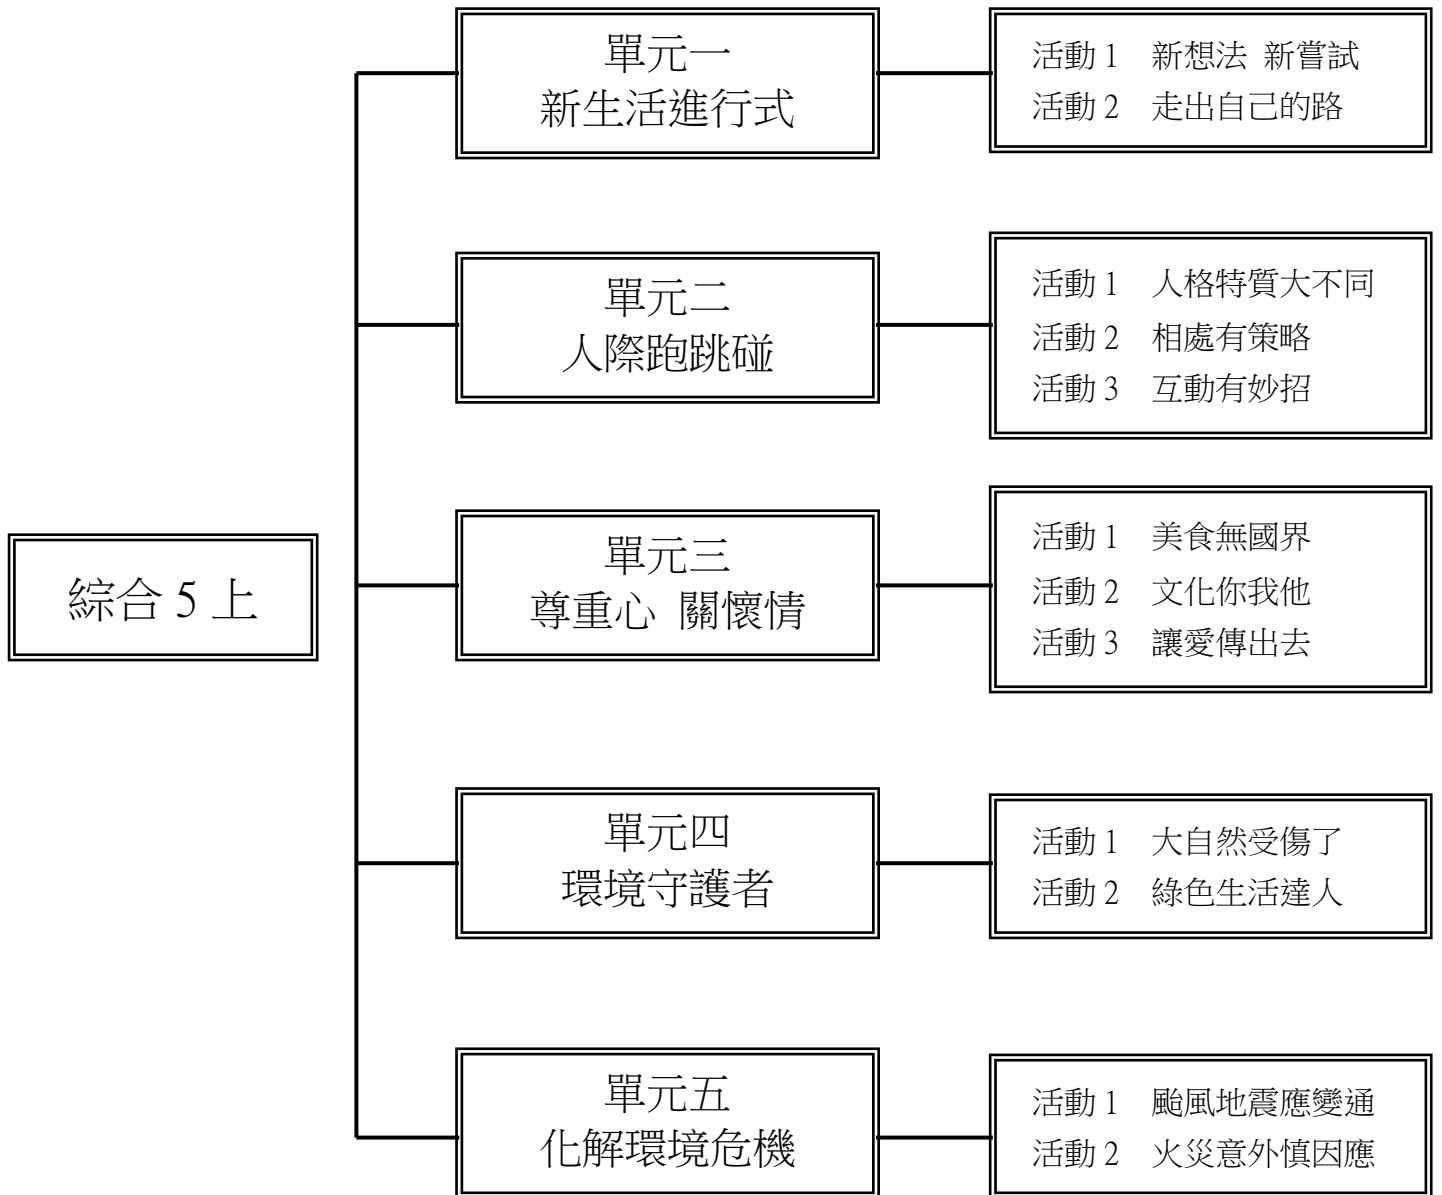 綜合 5 上
單元一
新生活進行式
活動 1 新想法 新嘗試
活動 2 走出自己的路
單元二
人際跑跳碰
活動 1 人格特質大不同
活動 2 相處有策略
活動 3 互動有妙招
單元三
尊重心 關懷情
活動 1 美食無國界
活動 2 文化你我他
活動 3 讓愛傳出去
單元四
環境守護者
活動 1 大自然受傷了
活動 2 綠色生活達人
單元五
化解環境危機
活動 1 颱風地震應變通
活動 2 火災意外慎因應